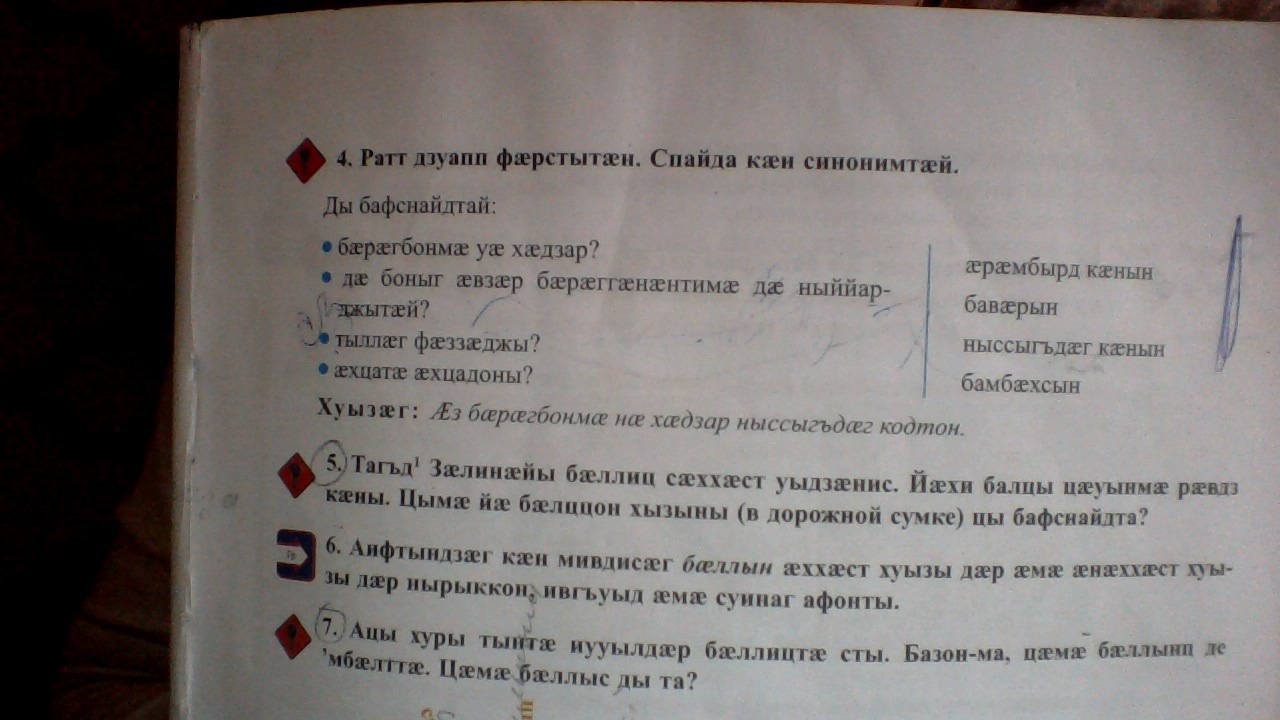 4. Ратт дзуапп фæрстытæн. Спайда кæн синонимтæй.
Ды бафснайдтай:
• бæрæгбонмæ уæ хæдзар?
• дæ боныг æвзæр бæрæггæнæнтимæ дæ ныййар-
джытæй?
• тыллæг фæззæджы?
• æхцатæ æхцадоны?
æрæмбырд кæнын
бавæрын
ныссыгъдæг кæнын
бамбæхсын
Хуызæг: Æз бæрæгбонмæ нæ хæдзар ныссыгъдæг кодтон.
5. Тагъд¹ Зæлинæйы бæллиц сæххæст уыдзæнис. Йæхи балцы цæуынмæ рæвдз
кæны. Цымæ йæ бæлццон хызыны (в дорожной сумке) цы бафснайдта?
6. Аифтындзæг кæн мивдисæг бæллын æххæст хуызы дæр æмæ æнæххæст хуы-
зы дæр ныриккон, ивгъуыд æмæ суинаг афонты.
7. Ацы хуры тынтæ иууылдæр бæллицтæ сты. Базон-ма, цæмæ бæллынц де
’мбæлттæ. Цæмæ бæллыс ды та?